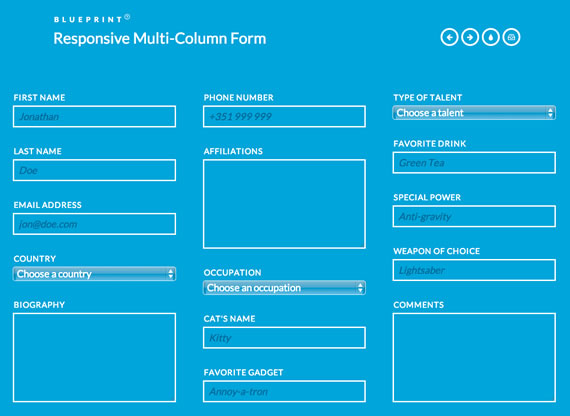 BLUEPRINT
Responsive Multi-Column Form
FIRST NAME
Jonathan
LAST NAME
Doe
EMAIL ADDRESS
jon@doe.com
COUNTRY
Choose a country
BIOGRAPHY
PHONE NUMBER
+351 999 999
AFFILIATIONS
OCCUPATION
Choose an occupation
CAT'S NAME
Kitty
FAVORITE GADGET
Annoy-a-tron
TYPE OF TALENT
Choose a talent
FAVORITE DRINK
Green Tea
SPECIAL POWER
Anti-gravity
WEAPON OF CHOICE
Lightsaber
COMMENTS